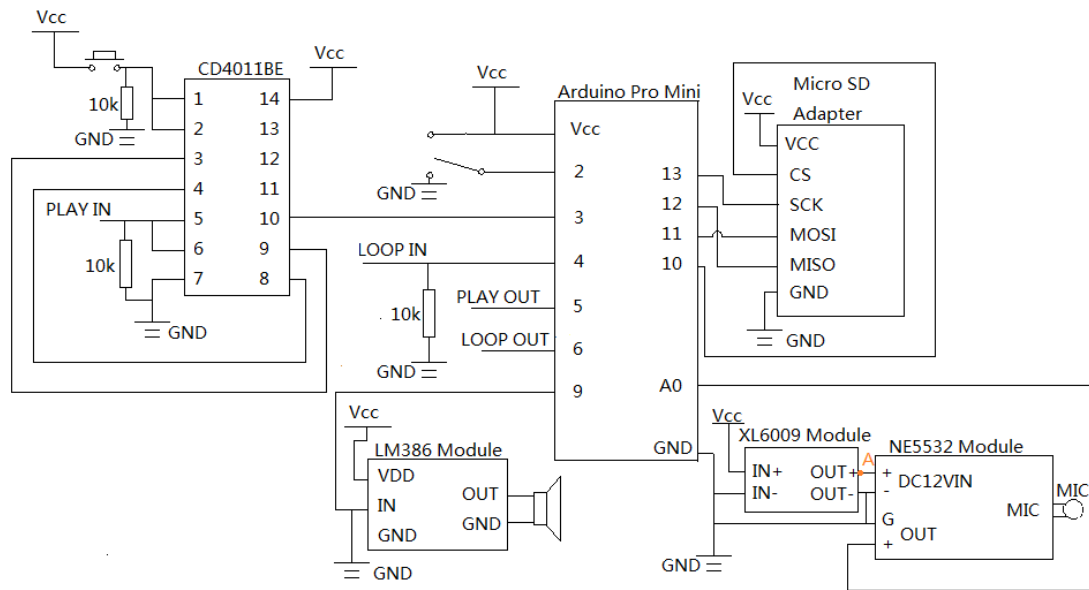 Vcc
CD4011BE
Vcc
10k
GND
1
2
3
4
5
6
7
14
13
12
11
10
9
8
PLAY IN
10k
GND
Vcc
GND
Arduino Pro Mini
Vcc
2
3
4
5
6
9
13
12
11
10
A0
GND
LOOP IN
10k
GND
PLAY OUT
LOOP OUT
Micro SD
Adapter
Vcc
VCC
CS
SCK
MOSI
MISO
GND
GND
Vcc
LM386 Module
VDD
IN
GND
OUT
GND
GND
Vcc
XL6009 Module
IN+
IN-
OUT+
OUT-
A
GND
NE5532 Module
+
-
DC12VIN
G
+
OUT
MIC
MIC